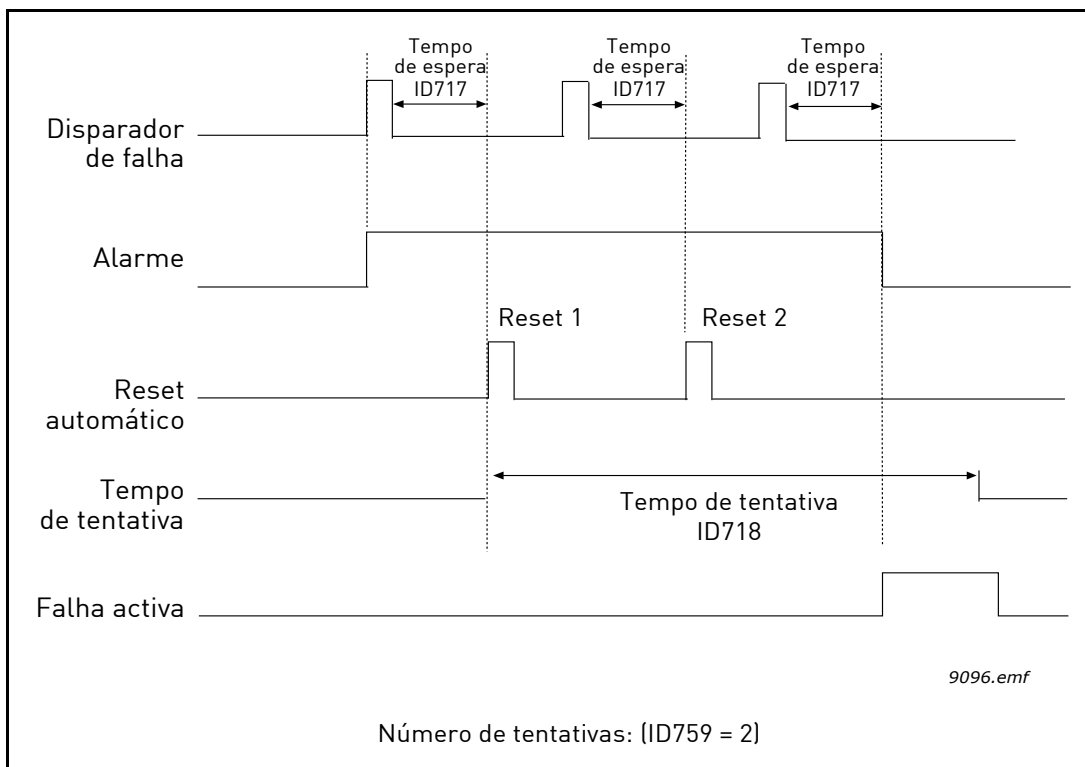 Tempo
de espera
ID717
Tempo
de espera
ID717
Tempo
de espera
ID717
Disparador
de falha
Alarme
Reset 1
Reset 2
Reset
automático
Tempo
de tentativa
Tempo de tentativa
ID718
Falha activa
9096.emf
Número de tentativas: (ID759 = 2)